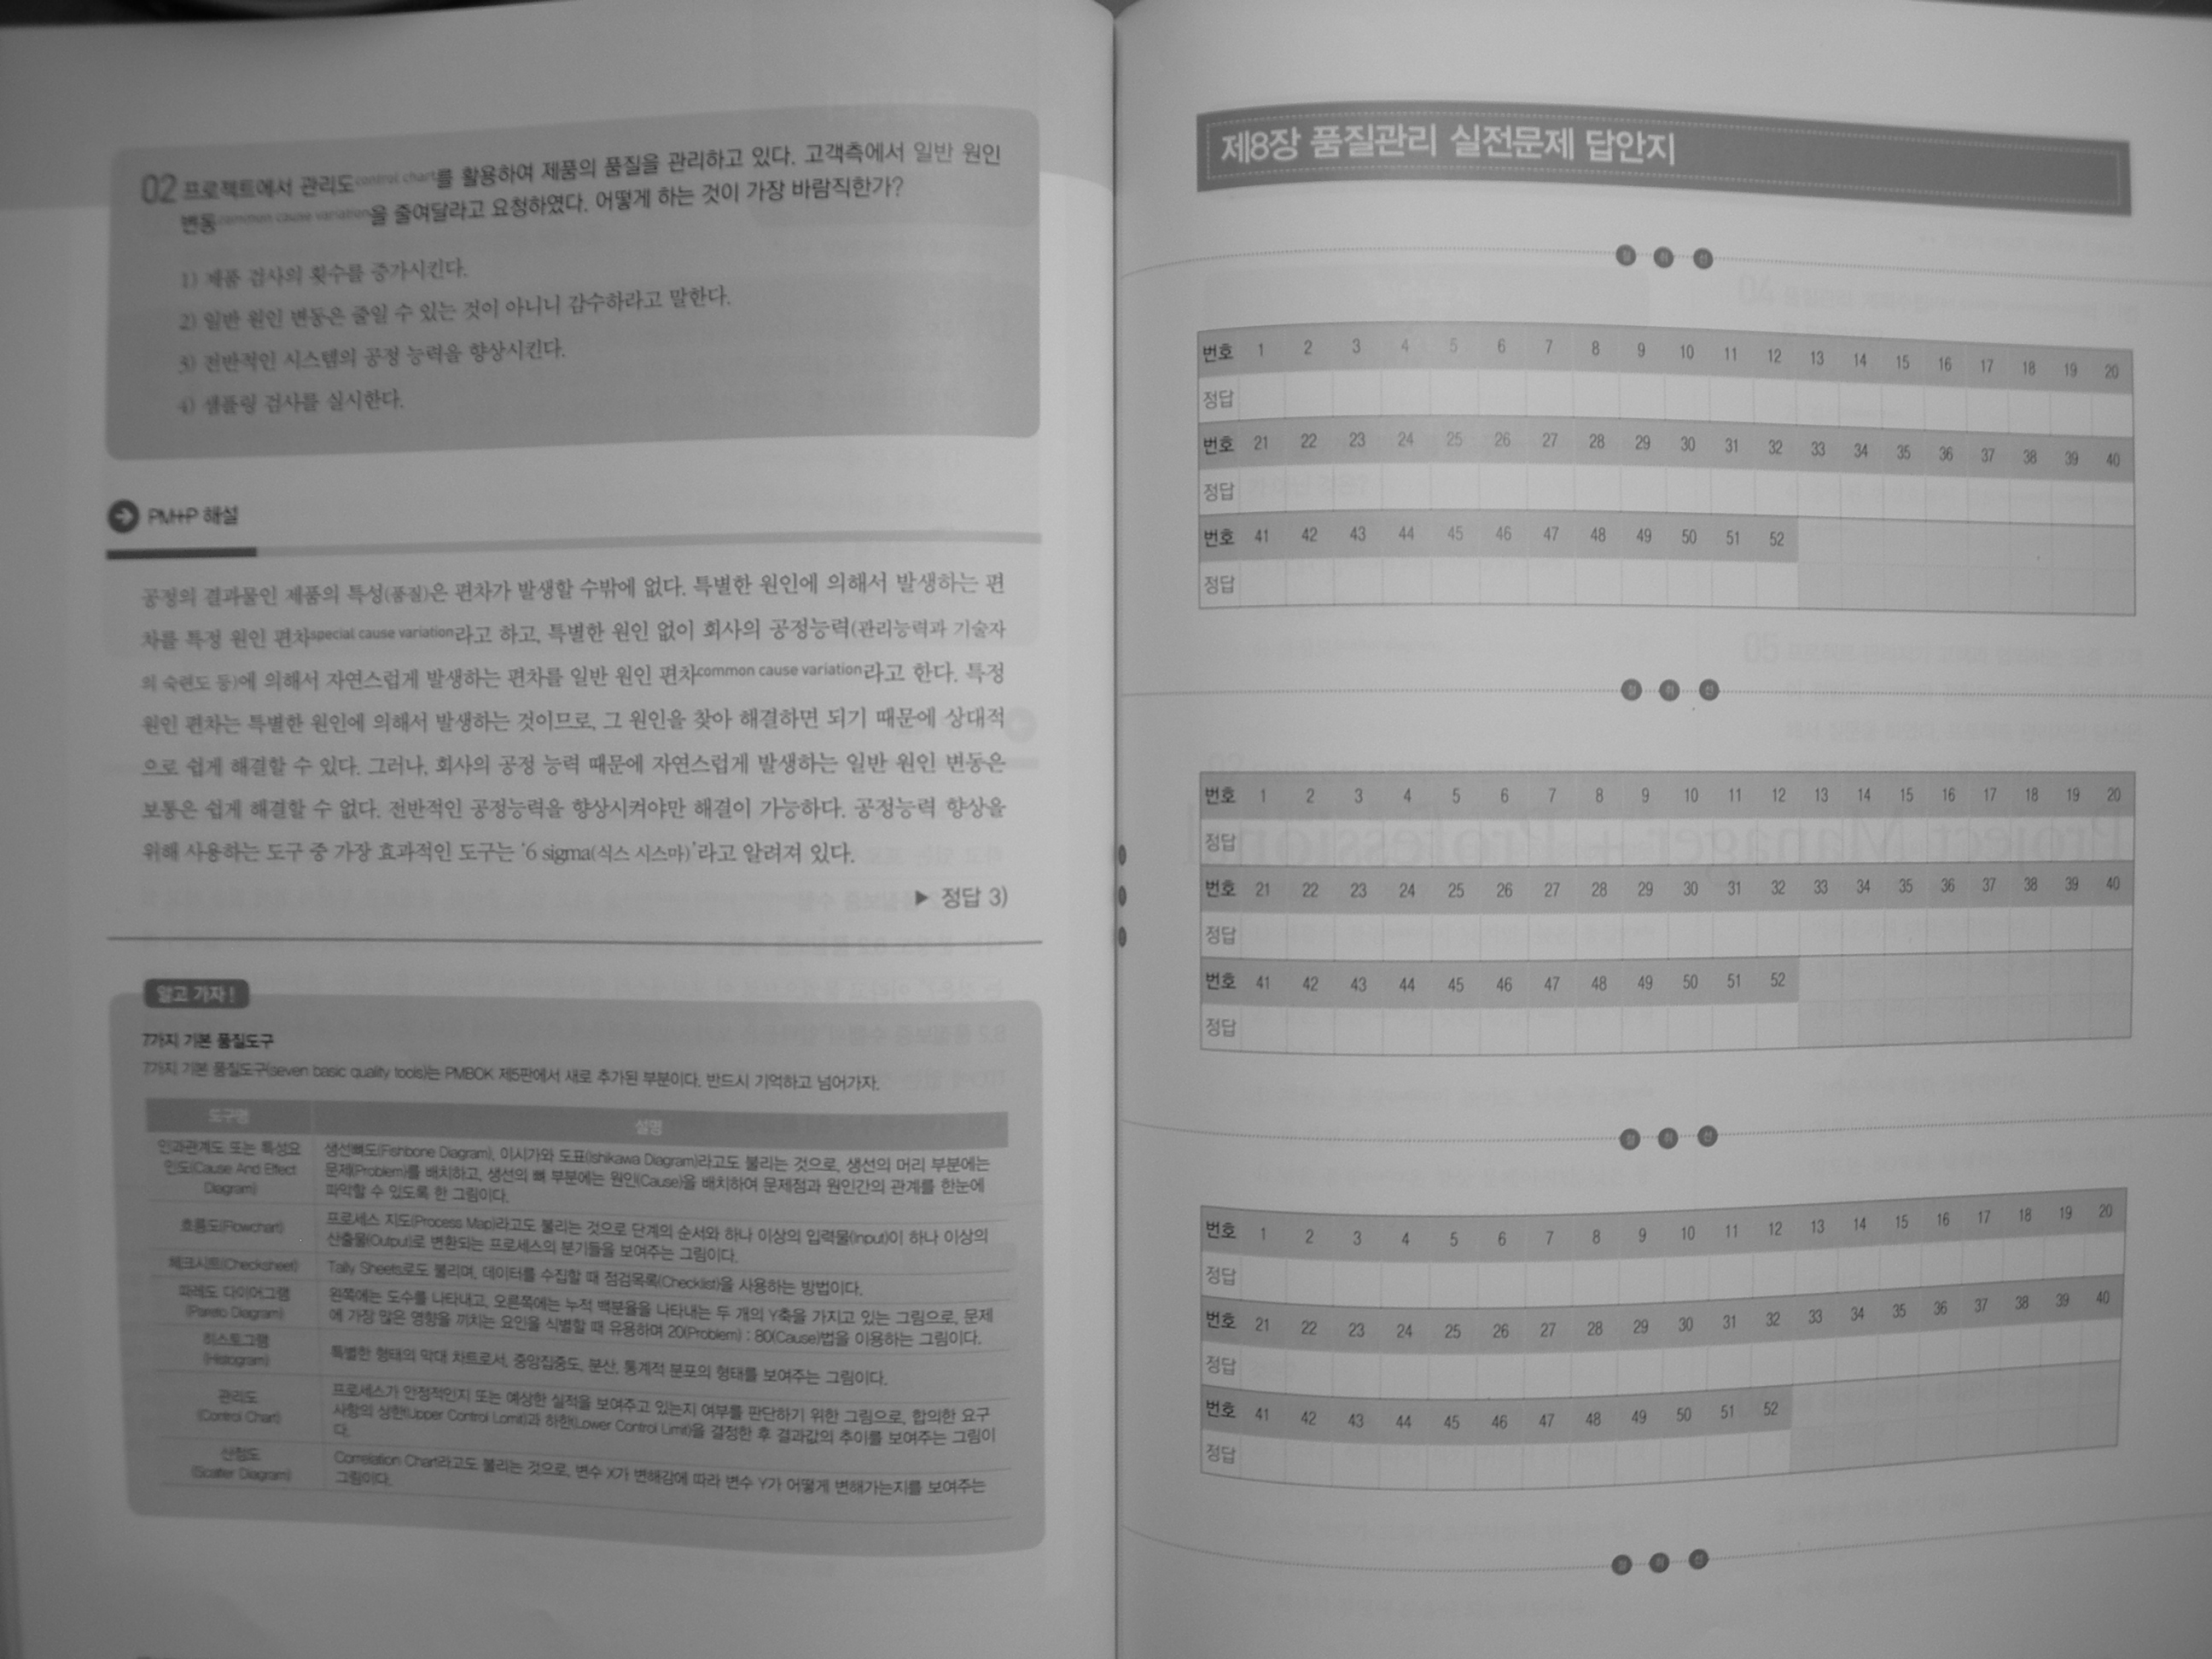 02 프로젝트에서 관리도control chart를 활용하여 제품의 품질을 관리하고 있다. 고객측에서 일반 원인
변동common cause variation을 줄여달라고 요청하였다. 어떻게 하는 것이 가장 바람직한가?
1) 제품 검사의 횟수를 증가시킨다.
2) 일반 원인 변동은 줄일 수 있는 것이 아니니 감수하라고 말한다.
3) 전반적인 시스템의 공정 능력을 향상시킨다.
4) 샘플링 검사를 실시한다.
PM+P 해설
공정의 결과물인 제품의 특성(품질)은 편차가 발생할 수밖에 없다. 특별한 원인에 의해서 발생하는 편
차를 특정 원인 편차special cause variation라고 하고, 특별한 원인 없이 회사의 공정능력(관리능력과 기술자
의 숙련도 등)에 의해서 자연스럽게 발생하는 편차를 일반 원인 편차common cause variation라고 한다. 특정
원인 편차는 특별한 원인에 의해서 발생하는 것이므로, 그 원인을 찾아 해결하면 되기 때문에 상대적
으로 쉽게 해결할 수 있다. 그러나, 회사의 공정 능력 때문에 자연스럽게 발생하는 일반 원인 변동은
보통은 쉽게 해결할 수 없다. 전반적인 공정능력을 향상시켜야만 해결이 가능하다. 공정능력 향상을
위해 사용하는 도구 중 가장 효과적인 도구는 ‘6 sigma(식스 시스마)’라고 알려져 있다.
▶ 정답 3)
알고 가자!
7가지 기본 품질도구
7가지 기본 품질도구(seven basic quality tools)는 PMBOK 제5판에서 새로 추가된 부분이다. 반드시 기억하고 넘어가자.
도구명 설명
인과관계도 또는 특성요
인도(Cause And Effect
Diagram)
생선뼈도(Fishbone Diagram), 이시가와 도표(Ishikawa Diagram)라고도 불리는 것으로, 생선의 머리 부분에는
문제(Problem)를 배치하고, 생선의 뼈 부분에는 원인(Cause)을 배치하여 문제점과 원인간의 관계를 한눈에
파악할 수 있도록 한 그림이다.
흐름도(Flowchart)
프로세스 지도(Process Map)라고도 불리는 것으로 단계의 순서와 하나 이상의 입력물(Input)이 하나 이상의
산출물(Output)로 변환되는 프로세스의 분기들을 보여주는 그림이다.
체크시트(Checksheet)
Tally Sheets로도 불리며, 데이터를 수집할 때 점검목록(Checklist)을 사용하는 방법이다.
파레토 다이어그램
(Pareto Diagram)
왼쪽에는 도수를 나타내고, 오른쪽에는 누적 백분율을 나타내는 두 개의 Y축을 가지고 있는 그림으로, 문제
에 가장 많은 영향을 끼치는 요인을 식별할 때 유용하며 20(Problem) : 80(Cause)법을 이용하는 그림이다.
히스토그램
(Histogram)
특별한 형태의 막대 차트로서, 중앙집중도, 분산, 통계적 분포의 형태를 보여주는 그림이다.
관리도
(Control Chart)
프로세스가 안정적인지 또는 예상한 실적을 보여주고 있는지 여부를 판단하기 위한 그림으로, 합의한 요구
사항의 상한(Upper Control Lomit)과 하한(Lower Control Limit)을 결정한 후 결과값의 추이를 보여주는 그림이
다.
산점도
(Scatter Diagram)
Correlation Chart라고도 불리는 것으로, 변수 X가 변해감에 따라 변수 Y가 어떻게 변해가는지를 보여주는
그림이다.
제8장 품질관리 실전문제 답안지
절 취 선
번호 1 2 3 4 5 6 7 8 9 10 11 12 13 14 15 16 17 18 19 20
정답
번호 21 22 23 24 25 26 27 28 29 30 31 32 33 34 35 36 37 38 39 40
정답
번호 41 42 43 44 45 46 47 48 49 50 51 52
정답
절 취 선
번호 1 2 3 4 5 6 7 8 9 10 11 12 13 14 15 16 17 18 19 20
정답
번호 21 22 23 24 25 26 27 28 29 30 31 32 33 34 35 36 37 38 39 40
정답
번호 41 42 43 44 45 46 47 48 49 50 51 52
정답
절 취 선
번호 1 2 3 4 5 6 7 8 9 10 11 12 13 14 15 16 17 18 19 20
정답
번호 21 22 23 24 25 26 27 28 29 30 31 32 33 34 35 36 37 38 39 40
정답
번호 41 42 43 44 45 46 47 48 49 50 51 52
정답
절 취 선